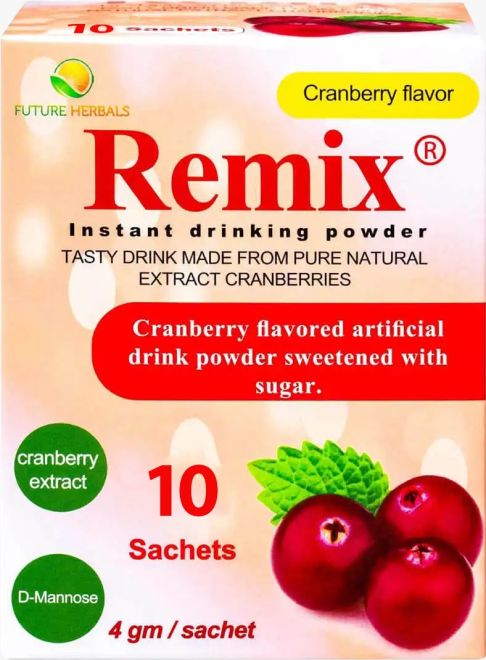 10 Sachets
FUTURE HERBALS
Cranberry flavor
Remix®
Instant drinking powder
TASTY DRINK MADE FROM PURE NATURAL
EXTRACT CRANBERRIES
Cranberry flavored artificial
drink powder sweetened with
sugar.
cranberry
extract
10
Sachets
D-Mannose
4 gm / sachet